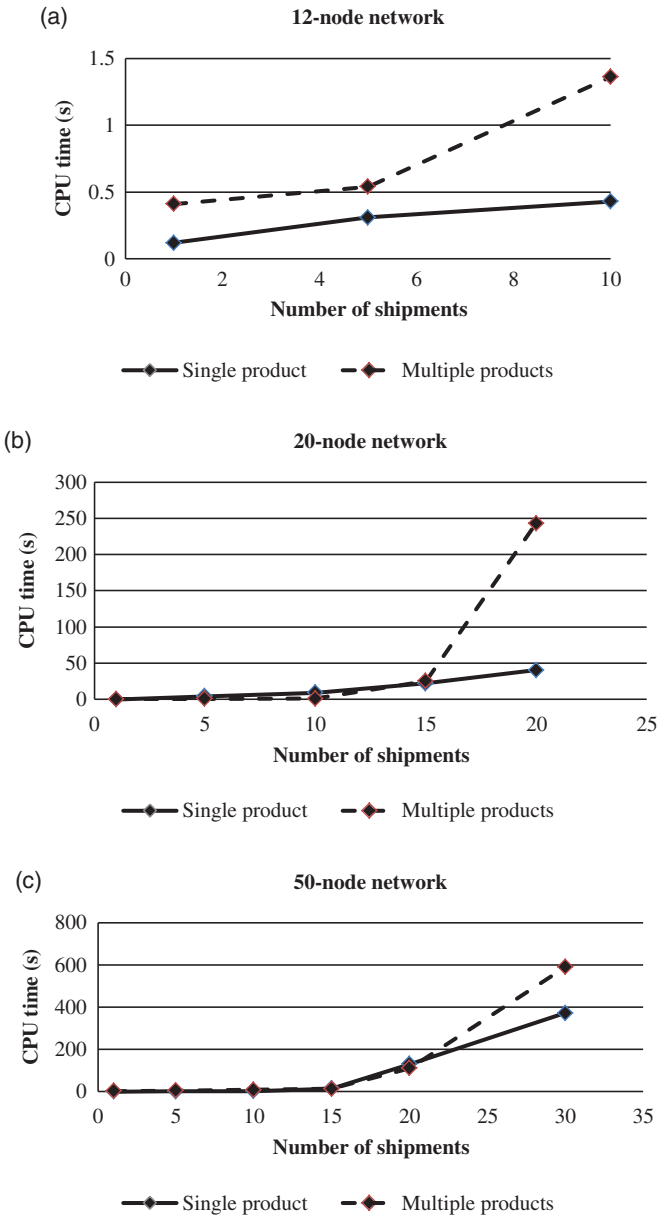 (a)
12-node network
1.5
1
0.5
0
CPU time (s)
0 2 4 6 8 10
Number of shipments
Single product Multiple products
(b)
20-node network
300
250
200
150
100
50
0
CPU time (s)
0 5 10 15 20 25
Number of shipments
Single product Multiple products
(c)
50-node network
800
600
400
200
0
CPU time (s)
0 5 10 15 20 25 30 35
Number of shipments
Single product Multiple products